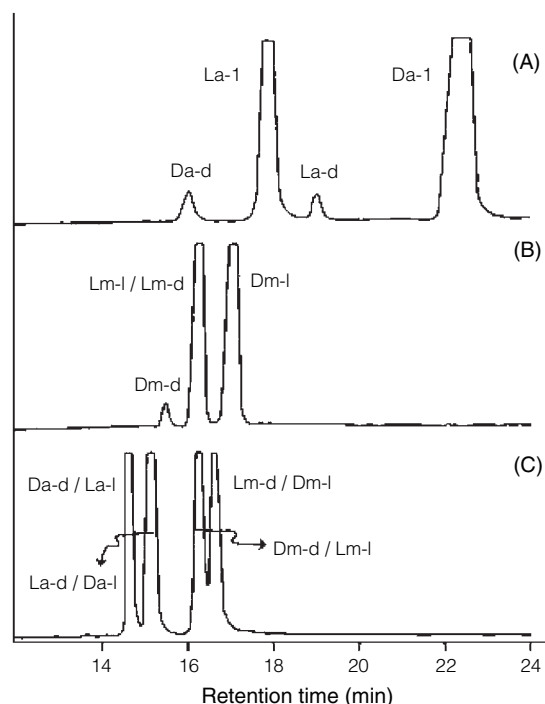 (A)
La-1
Da-1
Da-d
La-d
(B)
Lm-l / Lm-d
Dm-l
Dm-d
(C)
Da-d / La-l
Lm-d / Dm-l
Dm-d / Lm-l
La-d / Da-l
14 16 18 20 22 24
Retention time (min)